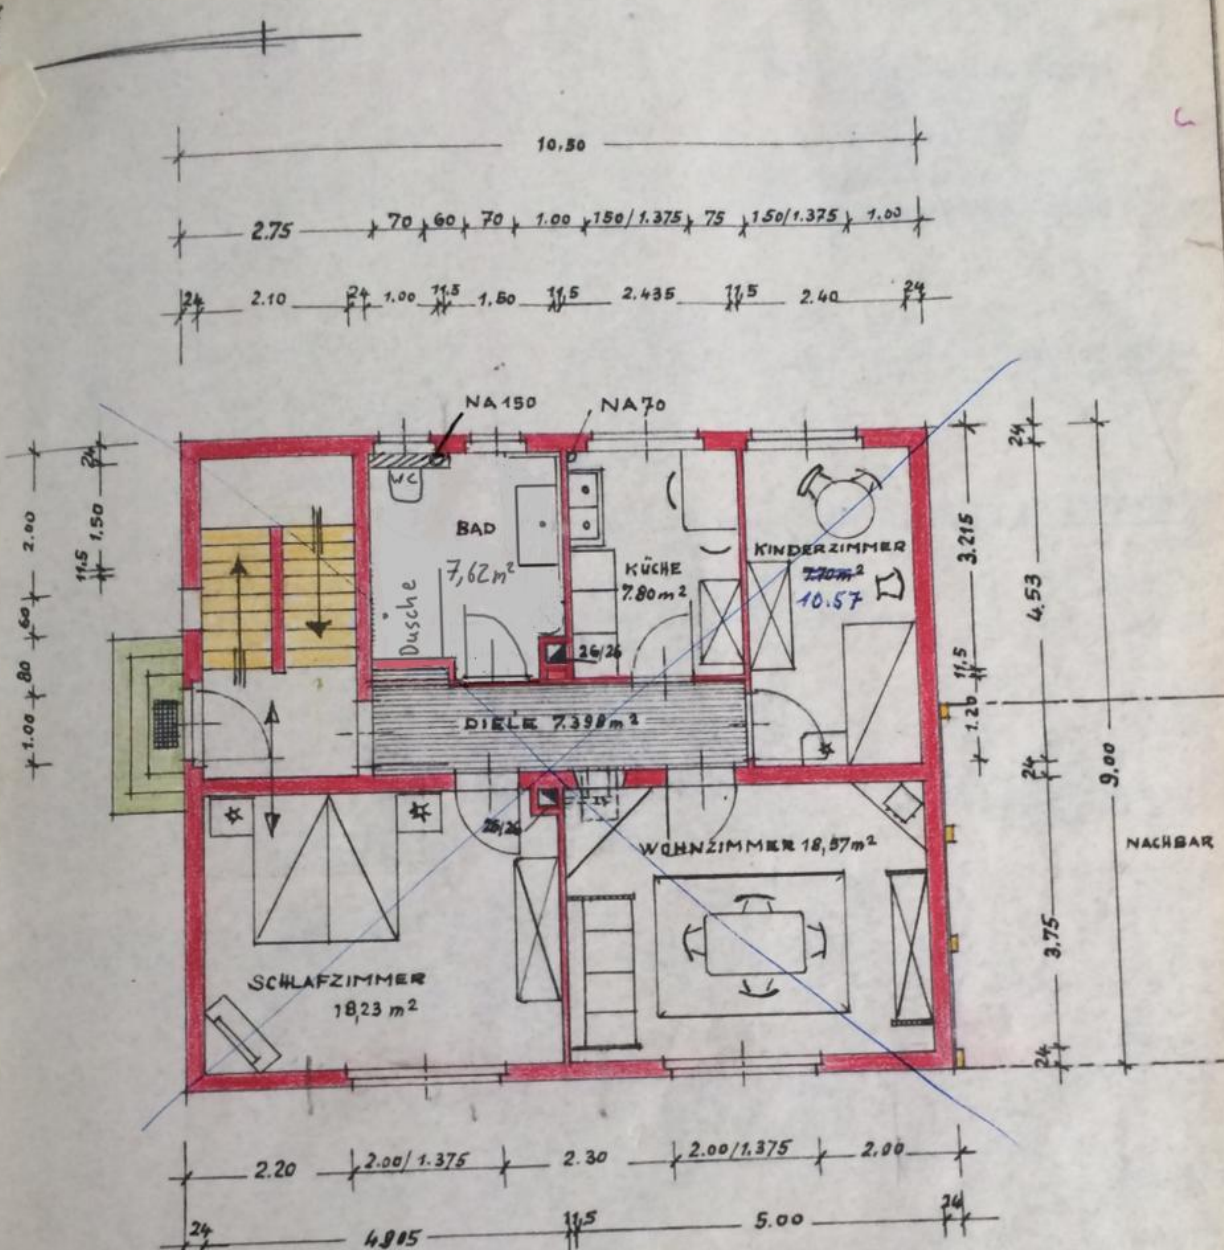 10,50
2.75 70 60 70 1.00 150/1.375 75 150/1.375 1.00
24 2.10 24 1.00 11.5 1.50 11,5 2.435 11,5 2.40 24
NA 150
NA 70
WC
BAD
7,62 m²
Dusche
KÜCHE
7.80 m²
KINDERZIMMER
7.70 m²
10.57
26/26
DIELE 7.398 m²
26/26
WOHNZIMMER 18,57 m²
SCHLAFZIMMER
18,23 m²
NACHBAR
2.00 60 80 1.00
24 1,50 11.5
3.215 11,5 1.20
24 4.53 24 3.75 24
9,00
2.20 2.00/1.375 2.30 2.00/1.375 2,00
24 4905 11,5 5.00 24